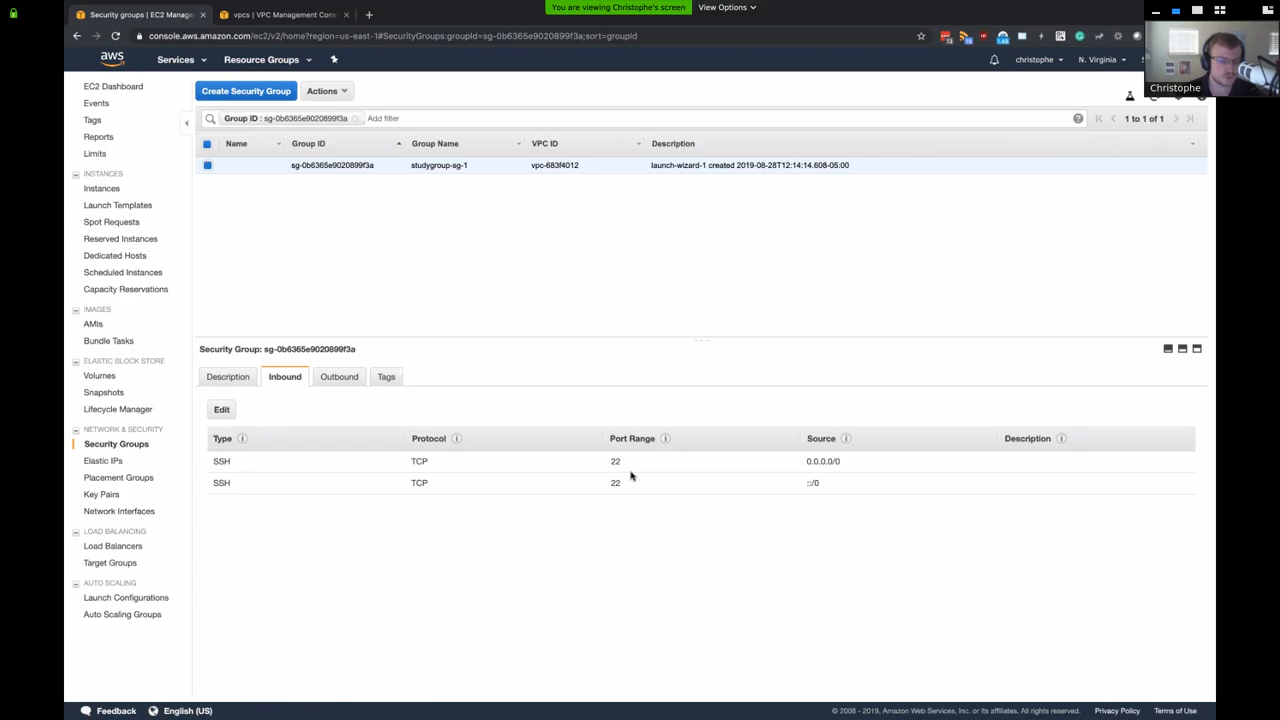 Security groups | EC2 Manage
vpcs | VPC Management Cons
You are viewing Christophe's screen
View Options
console.aws.amazon.com/ec2/v2/home?region=us-east-1#SecurityGroups:groupId=sg-0b6365e9020899f3a;sort=groupId
aws
Services
Resource Groups
christophe
N. Virginia
Christophe
EC2 Dashboard
Events
Tags
Reports
Limits
INSTANCES
Instances
Launch Templates
Spot Requests
Reserved Instances
Dedicated Hosts
Scheduled Instances
Capacity Reservations
IMAGES
AMIs
Bundle Tasks
ELASTIC BLOCK STORE
Volumes
Snapshots
Lifecycle Manager
NETWORK & SECURITY
Security Groups
Elastic IPs
Placement Groups
Key Pairs
Network Interfaces
LOAD BALANCING
Load Balancers
Target Groups
AUTO SCALING
Launch Configurations
Auto Scaling Groups
Create Security Group
Actions
Group ID : sg-0b6365e9020899f3a
Add filter
1 to 1 of 1
Name Group ID Group Name VPC ID Description
sg-0b6365e9020899f3a studygroup-sg-1 vpc-683f4012 launch-wizard-1 created 2019-08-28T12:14:14.608-05:00
Security Group: sg-0b6365e9020899f3a
Description Inbound Outbound Tags
Edit
Type Protocol Port Range Source Description
SSH TCP 22 0.0.0.0/0
SSH TCP 22 ::/0
Feedback
English (US)
© 2008 - 2019, Amazon Web Services, Inc. or its affiliates. All rights reserved.
Privacy Policy
Terms of Use